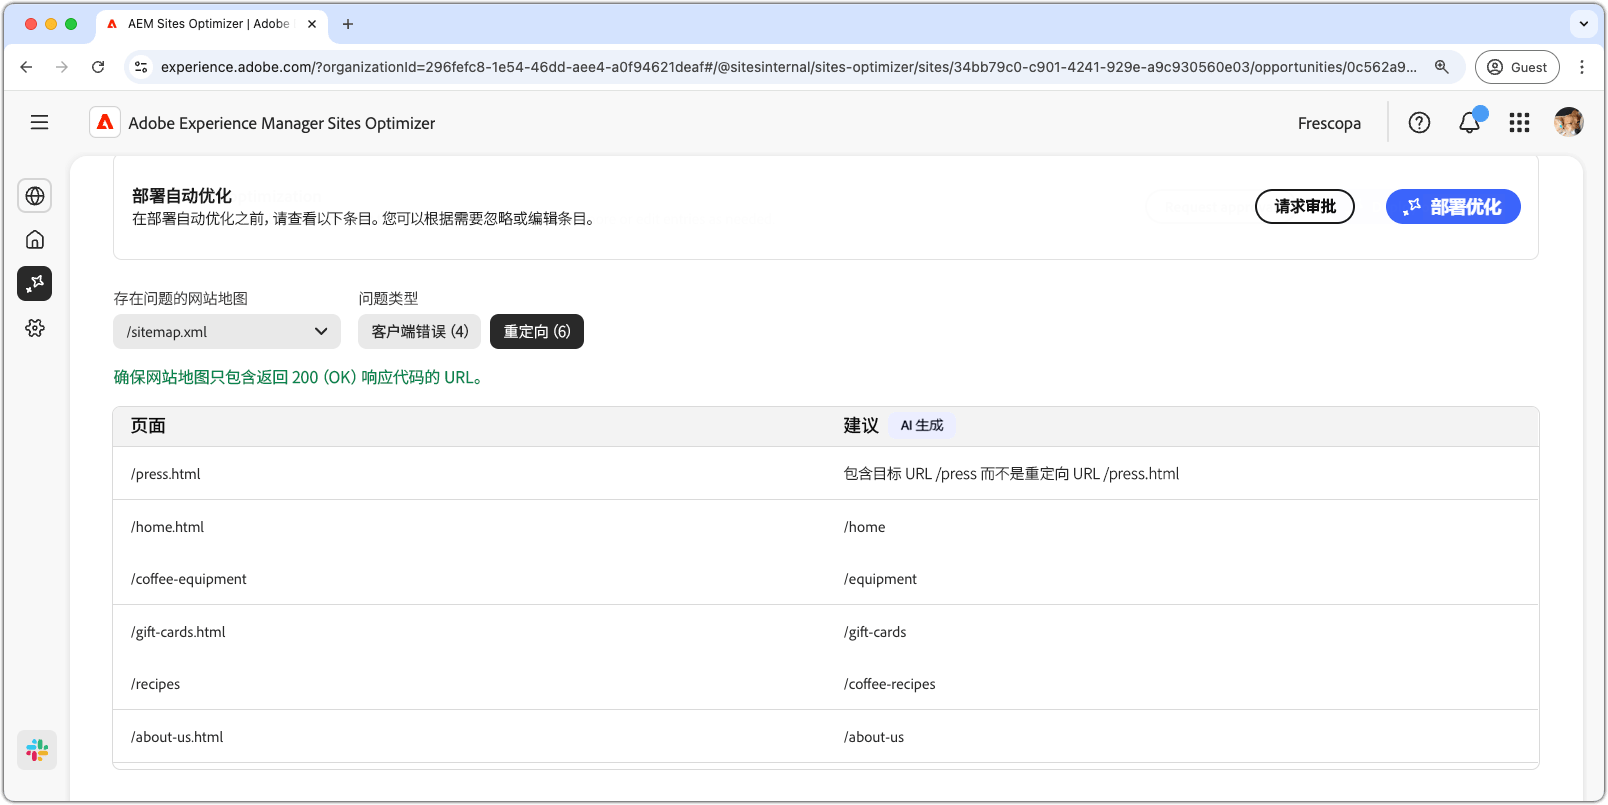 AEM Sites Optimizer | Adobe
experience.adobe.com/?organizationId=296fefc8-1e54-46dd-aee4-a0f94621deaf#/@sitesinternal/sites-optimizer/sites/34bb79c0-c901-4241-929e-a9c930560e03/opportunities/0c562a9...
Guest
Adobe Experience Manager Sites Optimizer
Frescopa
部署自动优化
在部署自动优化之前，请查看以下条目。您可以根据需要忽略或编辑条目。
请求审批
部署优化
存在问题的网站地图
问题类型
/sitemap.xml
客户端错误 (4)
重定向 (6)
确保网站地图只包含返回 200 (OK) 响应代码的 URL。
页面
建议 AI 生成
/press.html
包含目标 URL /press 而不是重定向 URL /press.html
/home.html
/home
/coffee-equipment
/equipment
/gift-cards.html
/gift-cards
/recipes
/coffee-recipes
/about-us.html
/about-us